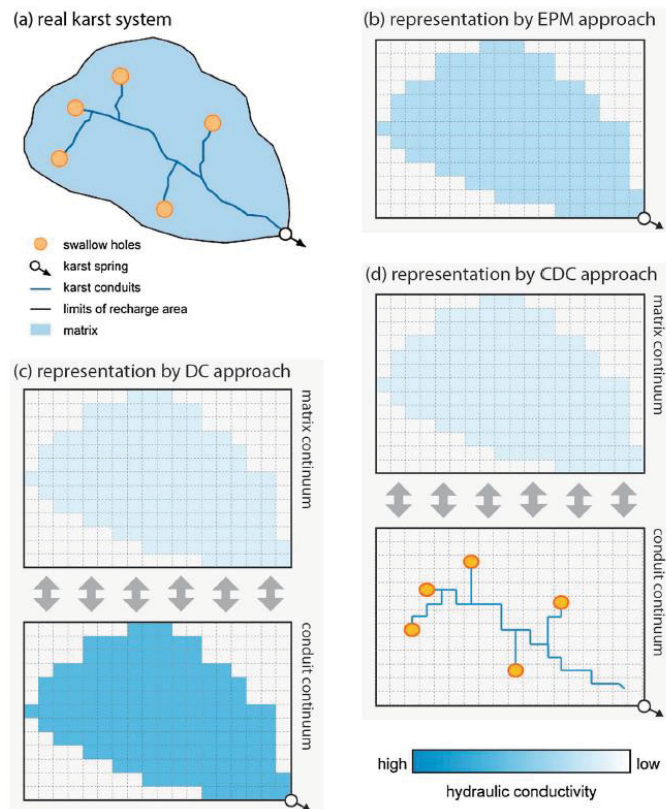 (a) real karst system
swallow holes
karst spring
karst conduits
limits of recharge area
matrix
(b) representation by EPM approach
(c) representation by DC approach
matrix continuum
conduit continuum
(d) representation by CDC approach
matrix continuum
conduit continuum
high
low
hydraulic conductivity